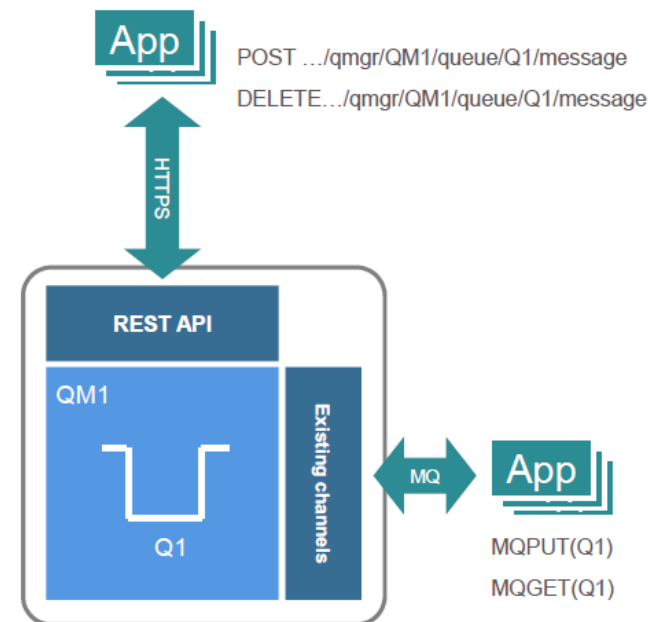 App
POST .../qmgr/QM1/queue/Q1/message
DELETE.../qmgr/QM1/queue/Q1/message
HTTPS
REST API
QM1
Q1
Existing channels
MQ
App
MQPUT(Q1)
MQGET(Q1)